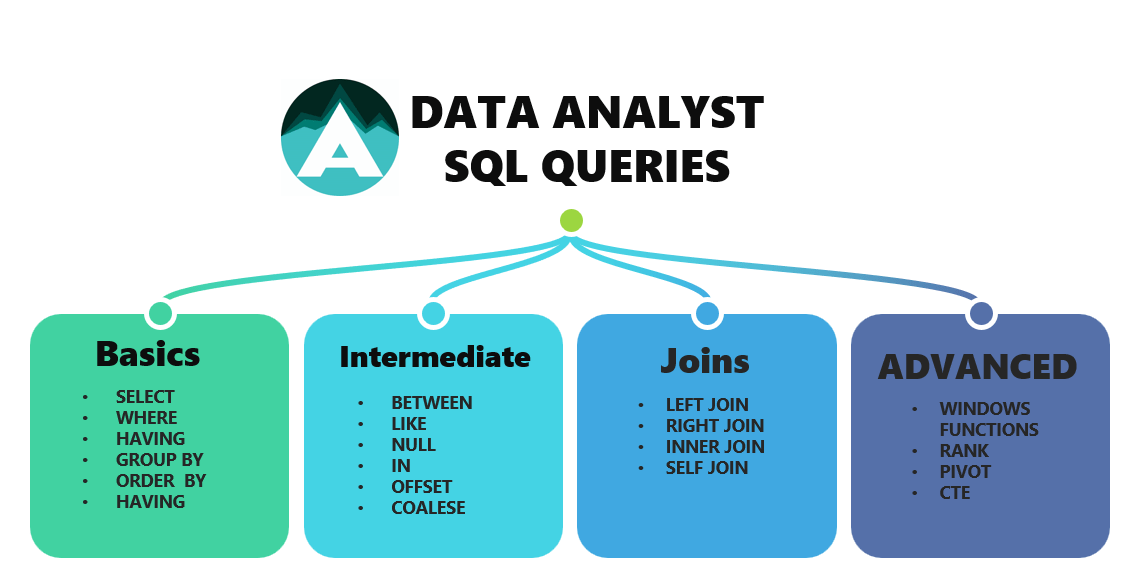 DATA ANALYST
SQL QUERIES
Basics
• SELECT
• WHERE
• HAVING
• GROUP BY
• ORDER BY
• HAVING
Intermediate
• BETWEEN
• LIKE
• NULL
• IN
• OFFSET
• COALESE
Joins
• LEFT JOIN
• RIGHT JOIN
• INNER JOIN
• SELF JOIN
ADVANCED
• WINDOWS
FUNCTIONS
• RANK
• PIVOT
• CTE